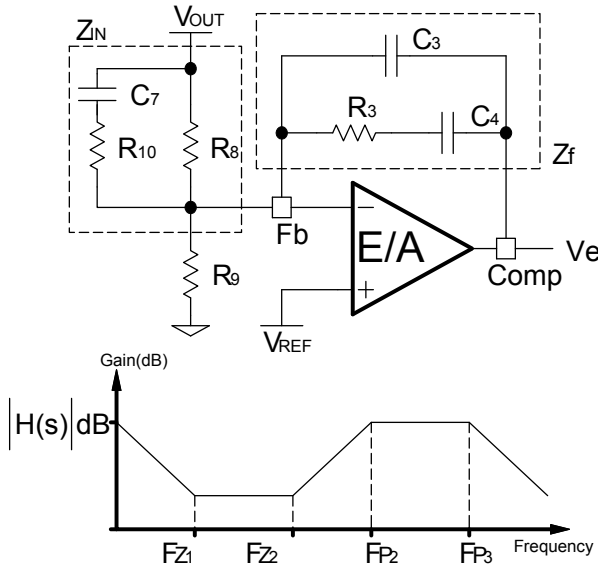 ZIN
VOUT
C7
R10
R8
C3
R3
C4
Zf
Fb
E/A
Ve
Comp
R9
VREF
Gain(dB)
|H(s)|dB
FZ1
FZ2
FP2
FP3
Frequency